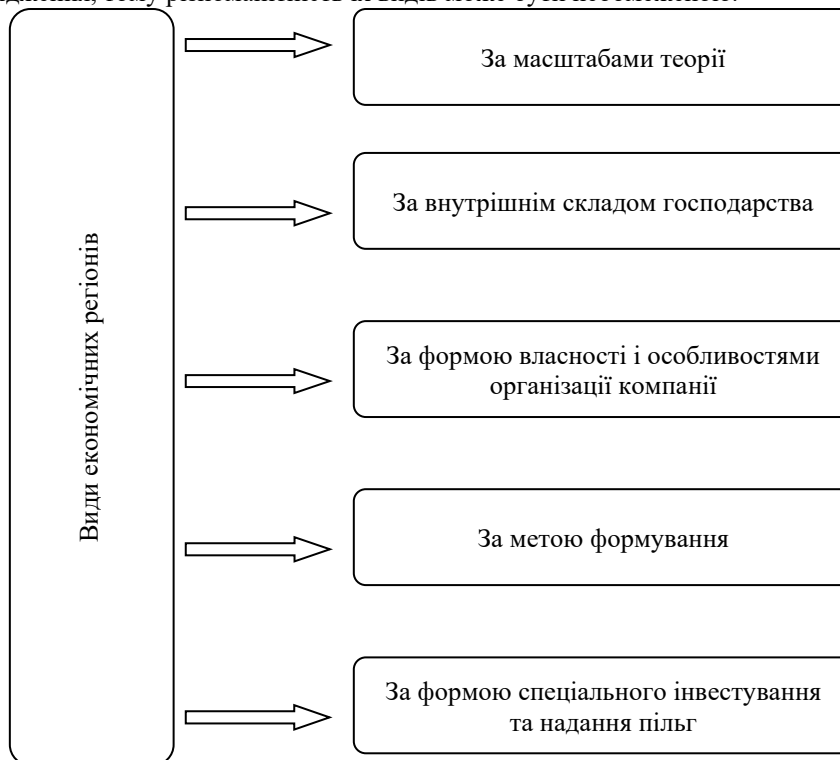 Види економічних регіонів
За масштабами теорії
За внутрішнім складом господарства
За формою власності і особливостями
організації компанії
За метою формування
За формою спеціального інвестування
та надання пільг